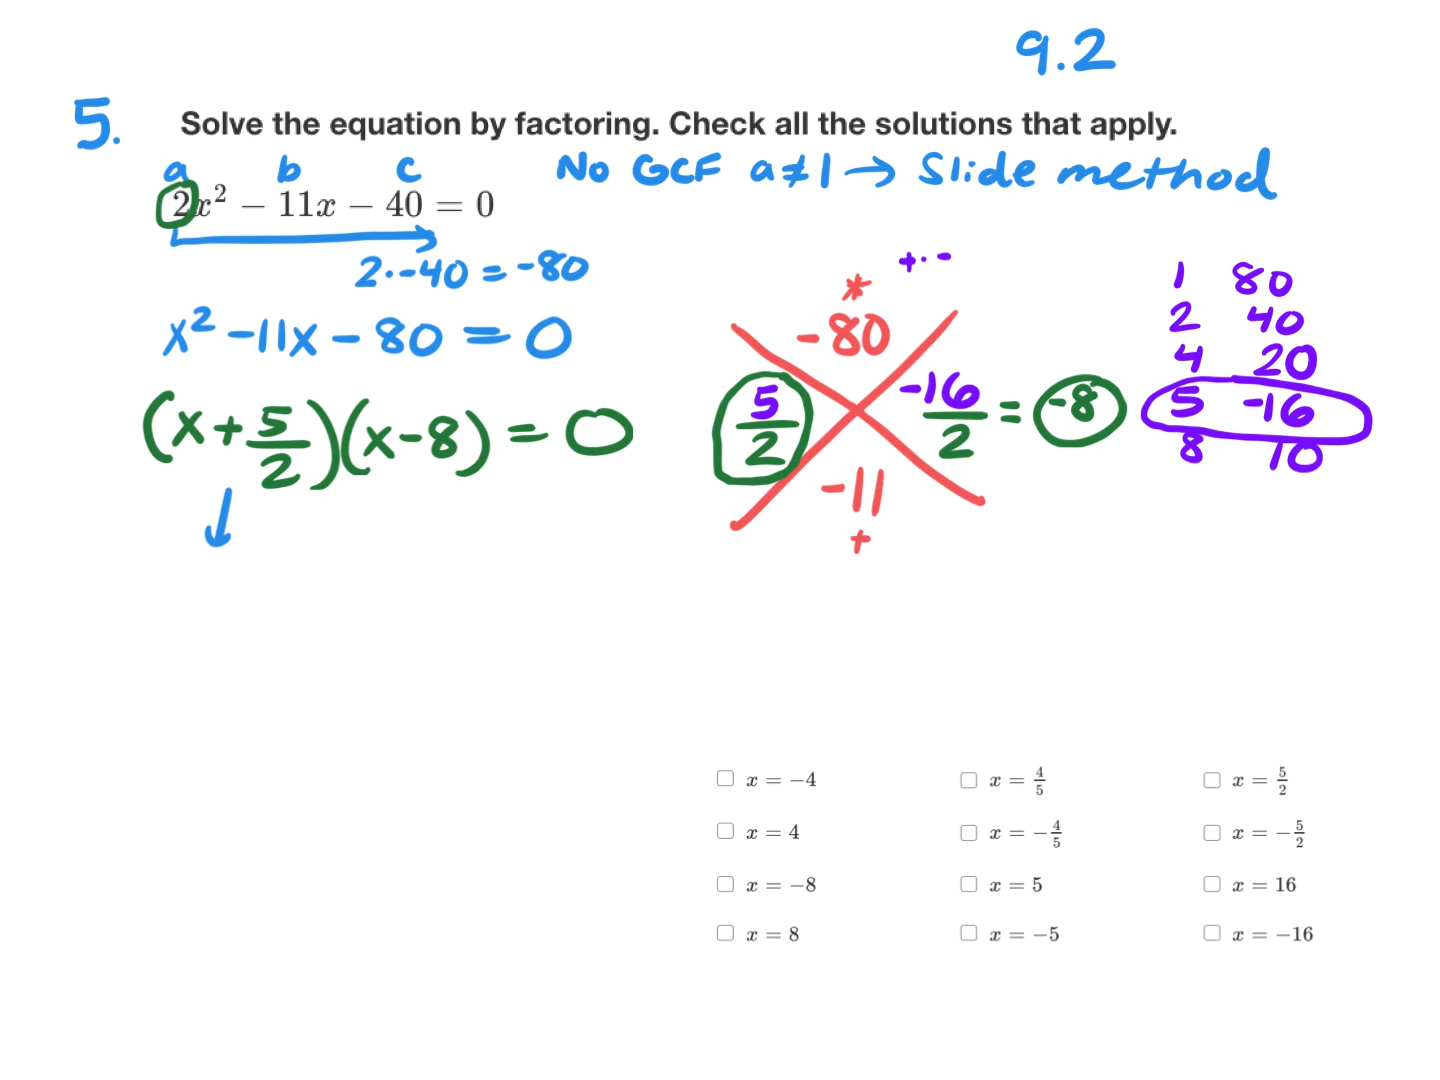 9.2
5. Solve the equation by factoring. Check all the solutions that apply.
a b c No GCF a≠1 → Slide method
2x² − 11x − 40 = 0
2·-40 = -80
x² -11x - 80 = 0
(x + 5/2)(x - 8) = 0
↓
+ · -
*
-80
5/2 -16/2 = -8
-11
+
1 80
2 40
4 20
5 -16
8 10
x = −4
x = 4
x = −8
x = 8
x = 4/5
x = −4/5
x = 5
x = −5
x = 5/2
x = −5/2
x = 16
x = −16